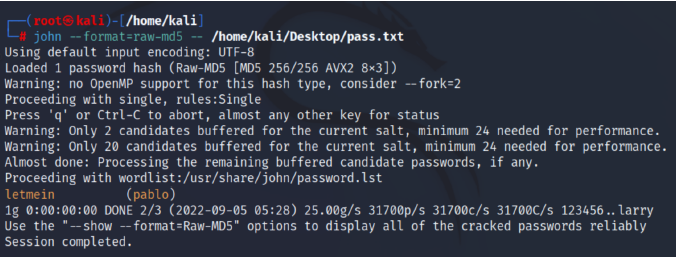 ┌──(root㉿kali)-[/home/kali]
└─# john --format=raw-md5 -- /home/kali/Desktop/pass.txt
Using default input encoding: UTF-8
Loaded 1 password hash (Raw-MD5 [MD5 256/256 AVX2 8×3])
Warning: no OpenMP support for this hash type, consider --fork=2
Proceeding with single, rules:Single
Press 'q' or Ctrl-C to abort, almost any other key for status
Warning: Only 2 candidates buffered for the current salt, minimum 24 needed for performance.
Warning: Only 20 candidates buffered for the current salt, minimum 24 needed for performance.
Almost done: Processing the remaining buffered candidate passwords, if any.
Proceeding with wordlist:/usr/share/john/password.lst
letmein          (pablo)
1g 0:00:00:00 DONE 2/3 (2022-09-05 05:28) 25.00g/s 31700p/s 31700c/s 31700C/s 123456..larry
Use the "--show --format=Raw-MD5" options to display all of the cracked passwords reliably
Session completed.